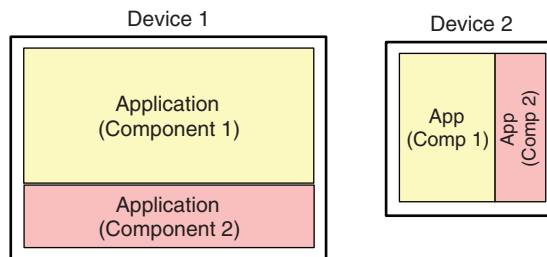 Device 1
Application
(Component 1)
Application
(Component 2)
Device 2
App
(Comp 1)
App
(Comp 2)